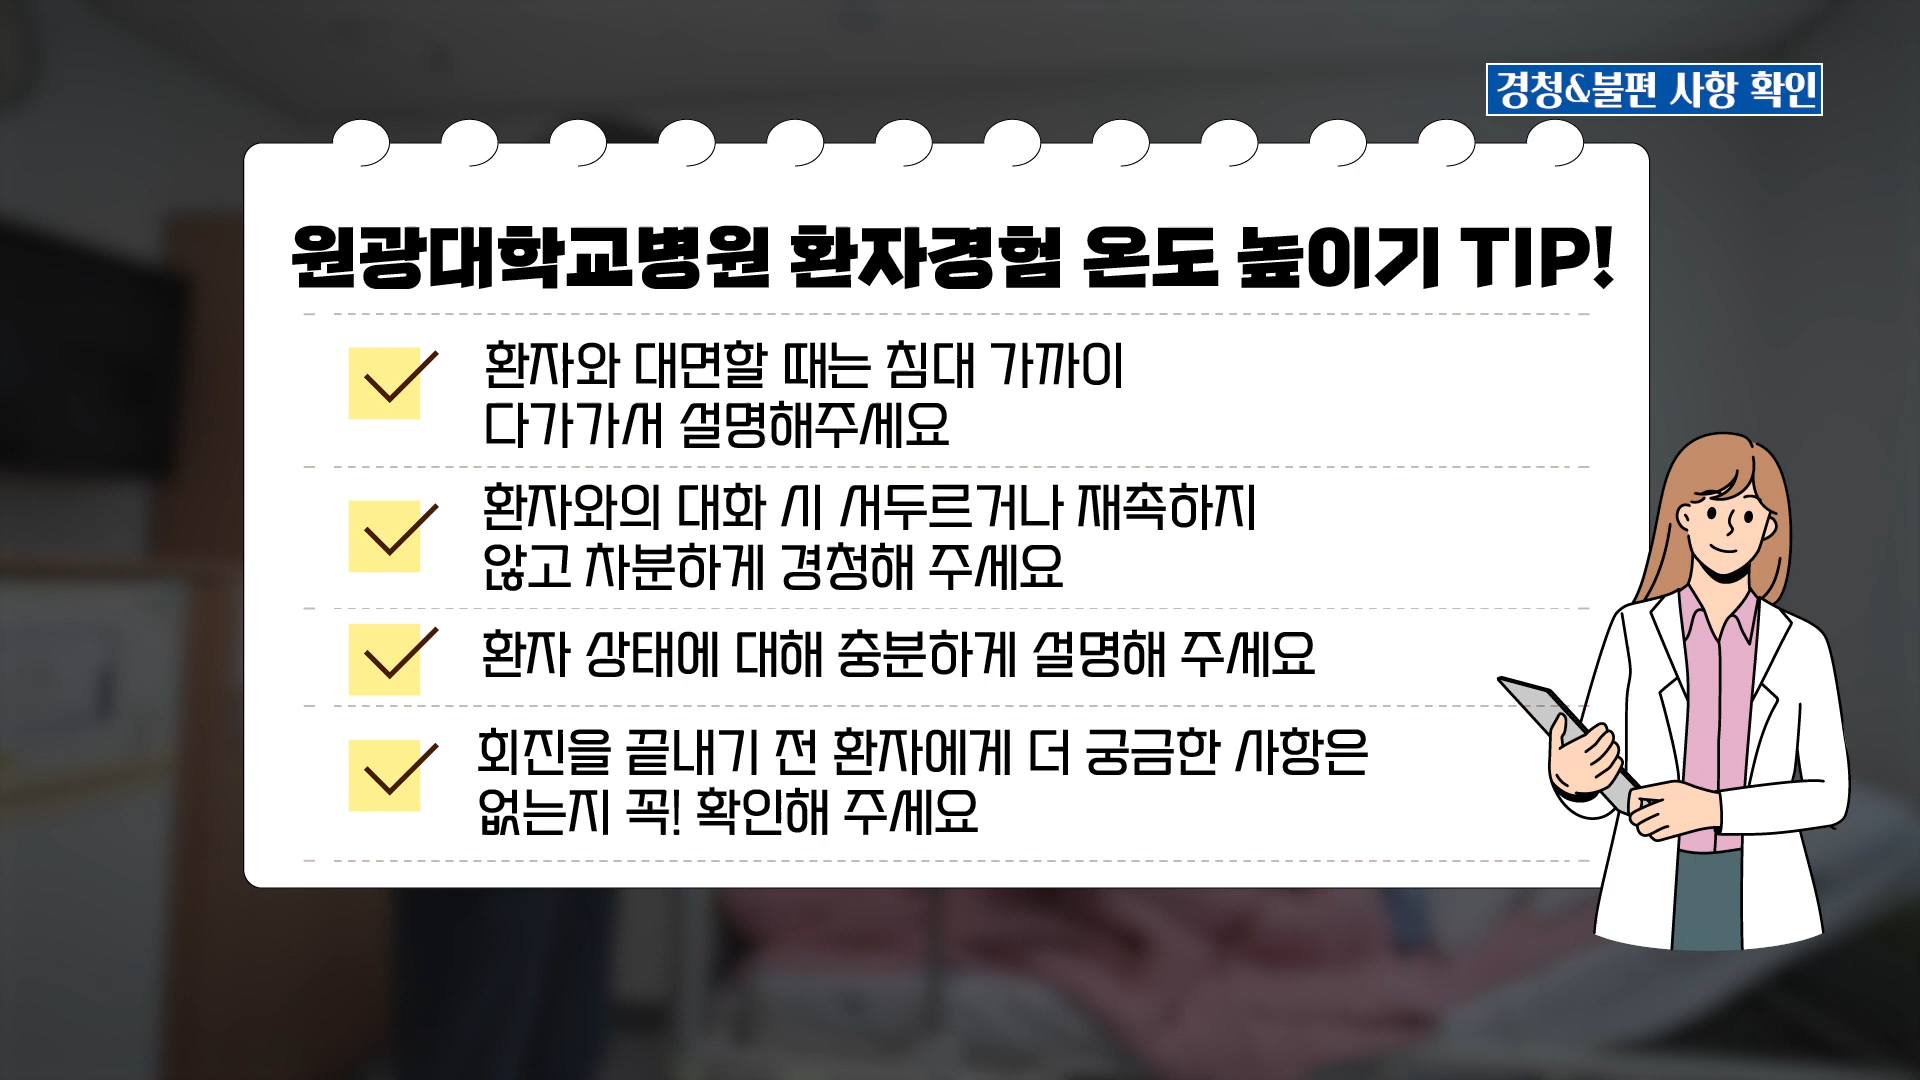 경청&불편 사항 확인
원광대학교병원 환자경험 온도 높이기 TIP!
환자와 대면할 때는 침대 가까이
다가가서 설명해주세요
환자와의 대화 시 서두르거나 재촉하지
않고 차분하게 경청해 주세요
환자 상태에 대해 충분하게 설명해 주세요
회진을 끝내기 전 환자에게 더 궁금한 사항은
없는지 꼭! 확인해 주세요